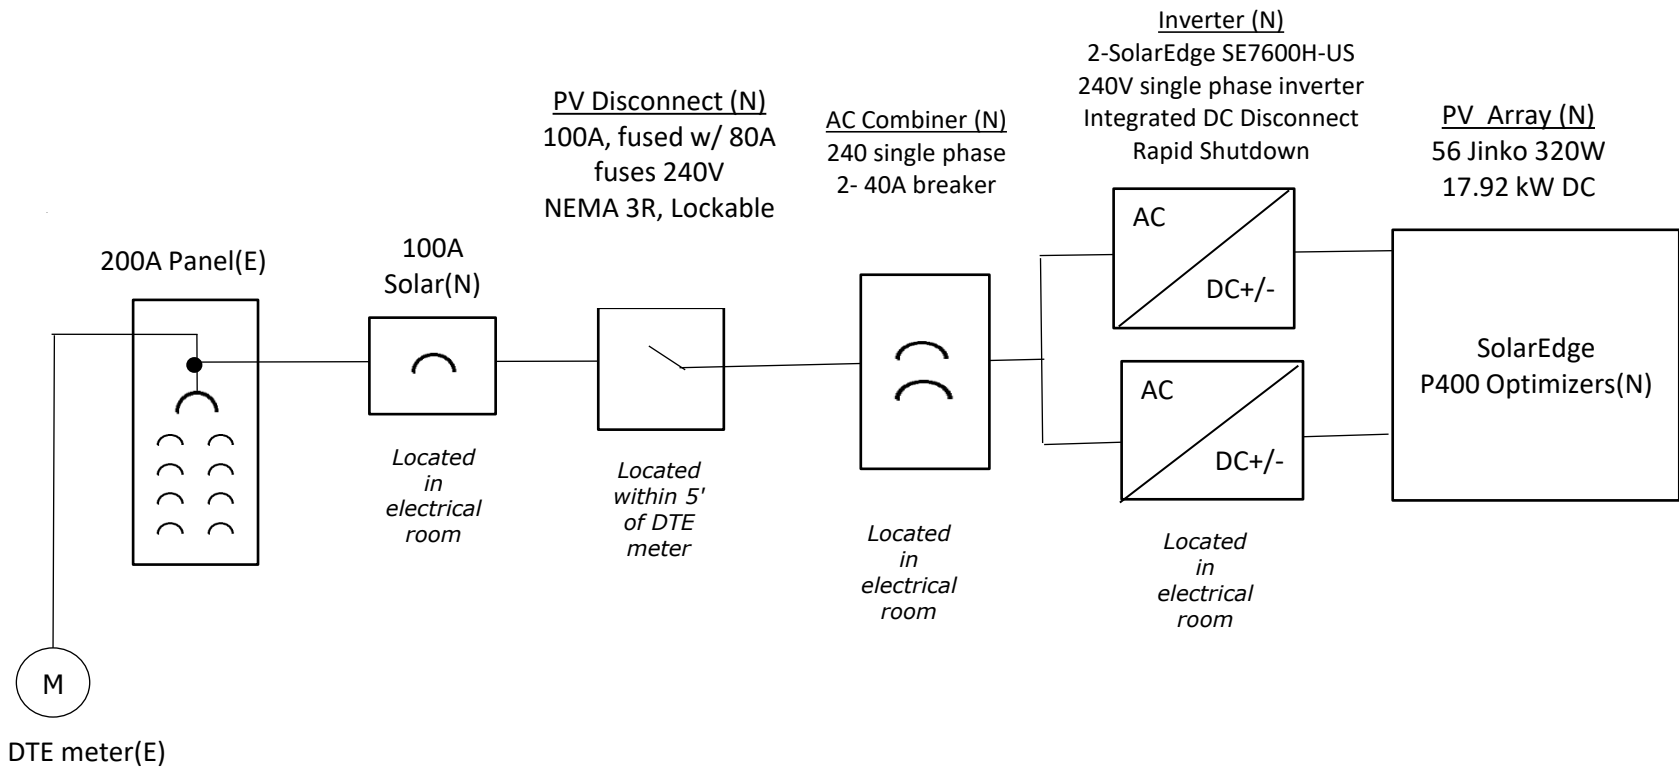 Inverter (N)
2-SolarEdge SE7600H-US
240V single phase inverter
Integrated DC Disconnect
Rapid Shutdown
PV Disconnect (N)
100A, fused w/ 80A
fuses 240V
NEMA 3R, Lockable
AC Combiner (N)
240 single phase
2- 40A breaker
PV Array (N)
56 Jinko 320W
17.92 kW DC
200A Panel(E)
100A
Solar(N)
AC
DC+/-
AC
DC+/-
SolarEdge
P400 Optimizers(N)
Located
in
electrical
room
Located
within 5'
of DTE
meter
Located
in
electrical
room
Located
in
electrical
room
M
DTE meter(E)